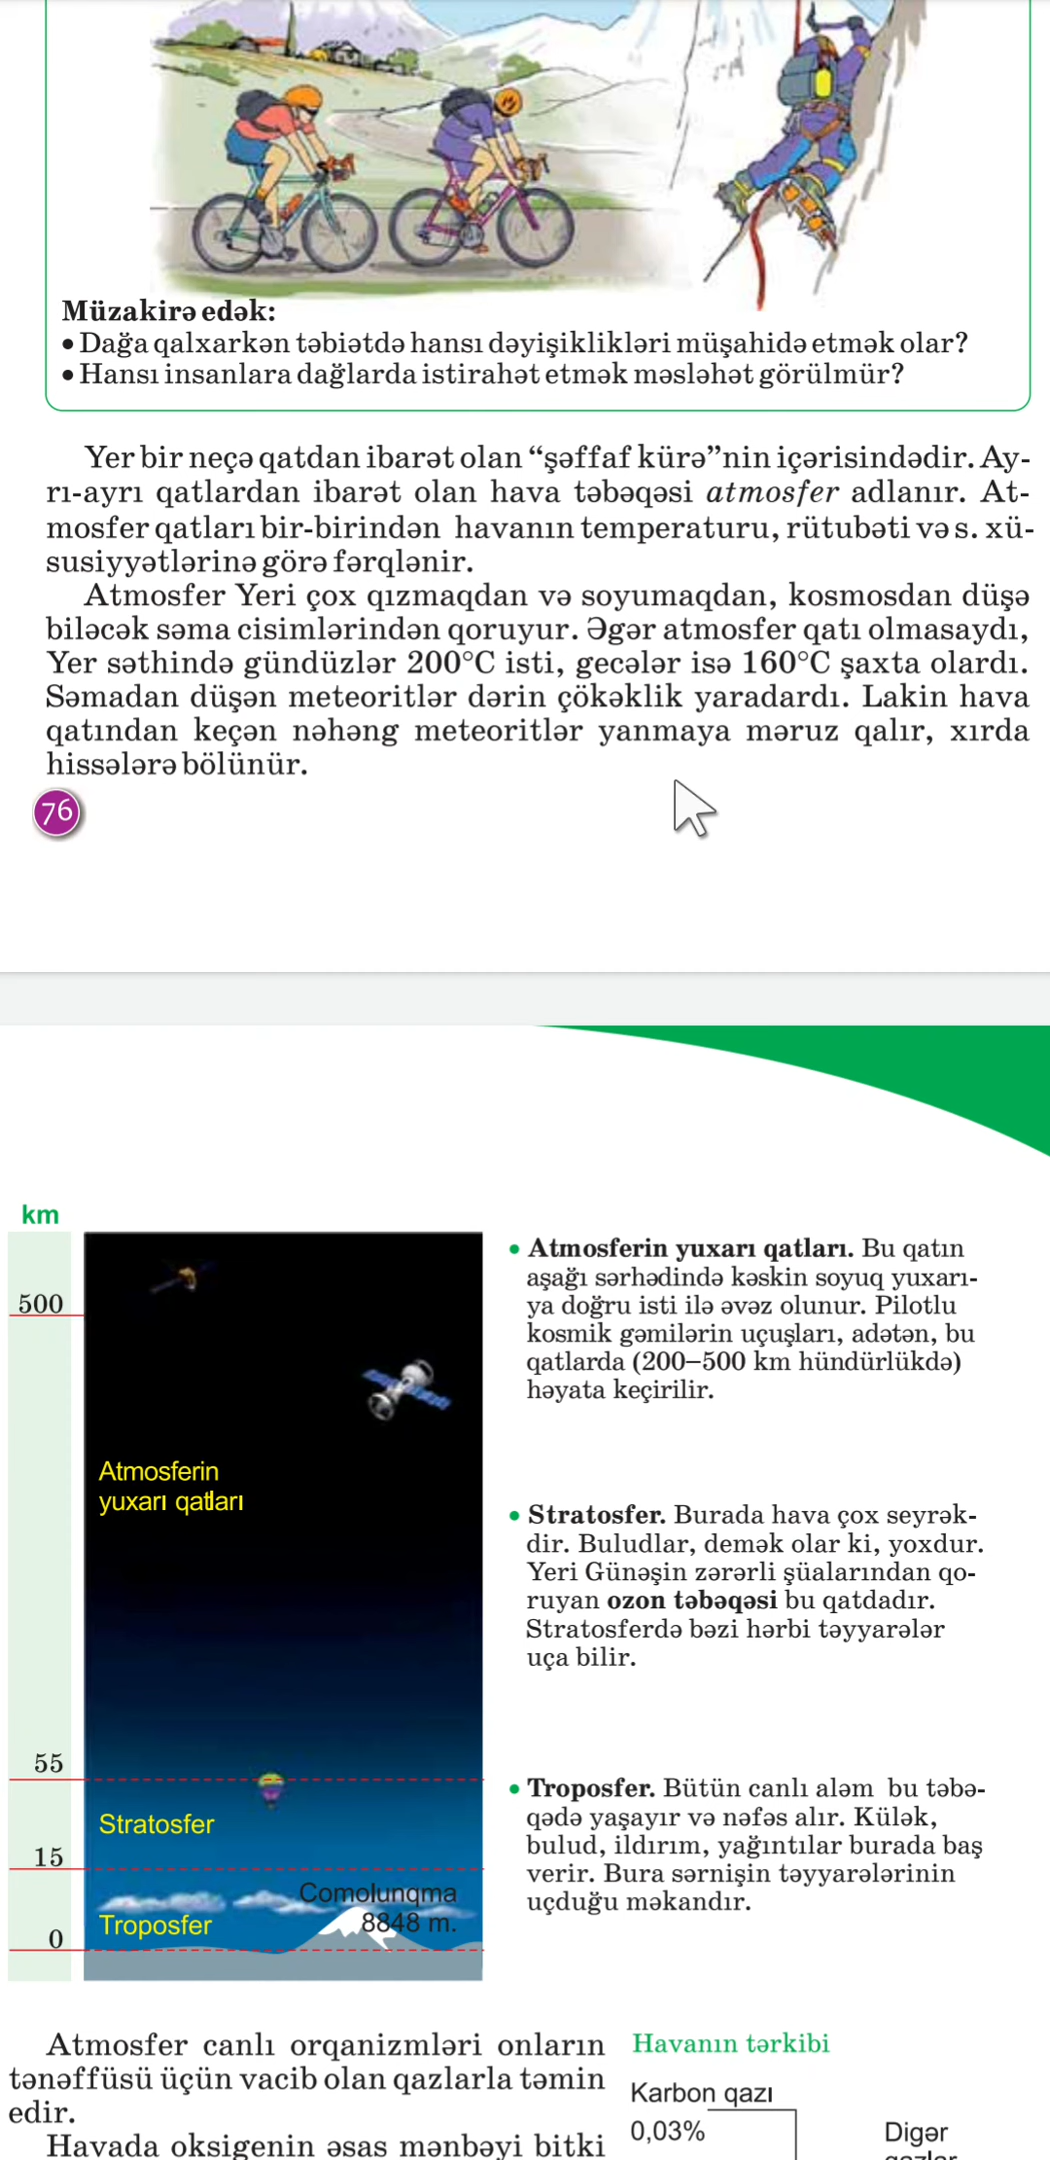 Müzakirə edək:
• Dağa qalxarkən təbiətdə hansı dəyişiklikləri müşahidə etmək olar?
• Hansı insanlara dağlarda istirahət etmək məsləhət görülmür?
Yer bir neçə qatdan ibarət olan “şəffaf kürə”nin içərisindədir. Ay-
rı-ayrı qatlardan ibarət olan hava təbəqəsi atmosfer adlanır. At-
mosfer qatları bir-birindən havanın temperaturu, rütubəti və s. xü-
susiyyətlərinə görə fərqlənir.
Atmosfer Yeri çox qızmaqdan və soyumaqdan, kosmosdan düşə
biləcək səma cisimlərindən qoruyur. Əgər atmosfer qatı olmasaydı,
Yer səthində gündüzlər 200°C isti, gecələr isə 160°C şaxta olardı.
Səmadan düşən meteoritlər dərin çökəklik yaradardı. Lakin hava
qatından keçən nəhəng meteoritlər yanmaya məruz qalır, xırda
hissələrə bölünür.
76
km
500
Atmosferin
yuxarı qatları
55
Stratosfer
15
Comolunqma
8848 m.
Troposfer
0
• Atmosferin yuxarı qatları. Bu qatın
aşağı sərhədində kəskin soyuq yuxarı-
ya doğru isti ilə əvəz olunur. Pilotlu
kosmik gəmilərin uçuşları, adətən, bu
qatlarda (200–500 km hündürlükdə)
həyata keçirilir.
• Stratosfer. Burada hava çox seyrək-
dir. Buludlar, demək olar ki, yoxdur.
Yeri Günəşin zərərli şüalarından qo-
ruyan ozon təbəqəsi bu qatdadır.
Stratosferdə bəzi hərbi təyyarələr
uça bilir.
• Troposfer. Bütün canlı aləm bu təbə-
qədə yaşayır və nəfəs alır. Külək,
bulud, ildırım, yağıntılar burada baş
verir. Bura sərnişin təyyarələrinin
uçduğu məkandır.
Atmosfer canlı orqanizmləri onların
tənəffüsü üçün vacib olan qazlarla təmin
edir.
Havada oksigenin əsas mənbəyi bitki
Havanın tərkibi
Karbon qazı
0,03%
Digər